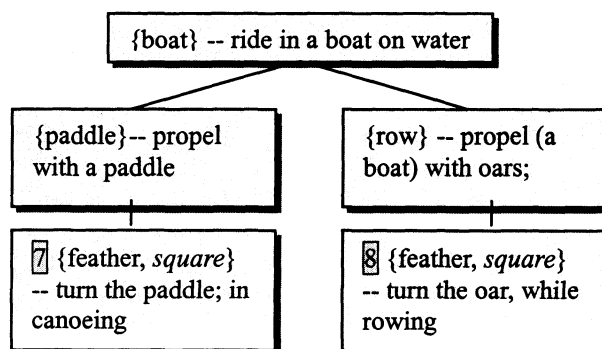 {boat} -- ride in a boat on water
{paddle}-- propel
with a paddle
{row} -- propel (a
boat) with oars;
7 {feather, square}
-- turn the paddle; in
canoeing
8 {feather, square}
-- turn the oar, while
rowing